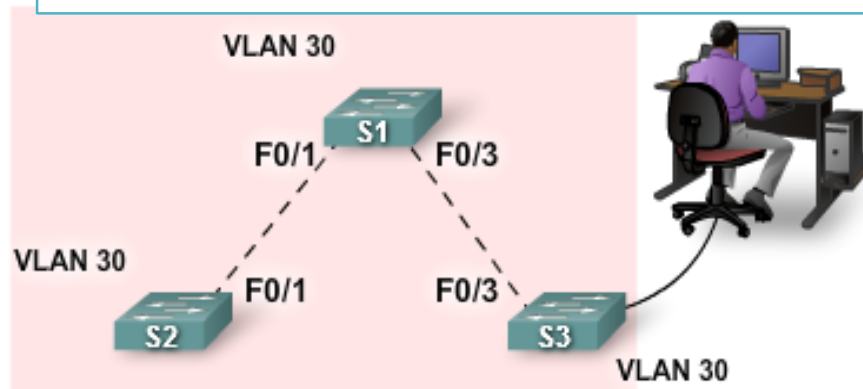 VLAN 30
S1
F0/1
F0/3
VLAN 30
F0/1
F0/3
S2
S3
VLAN 30